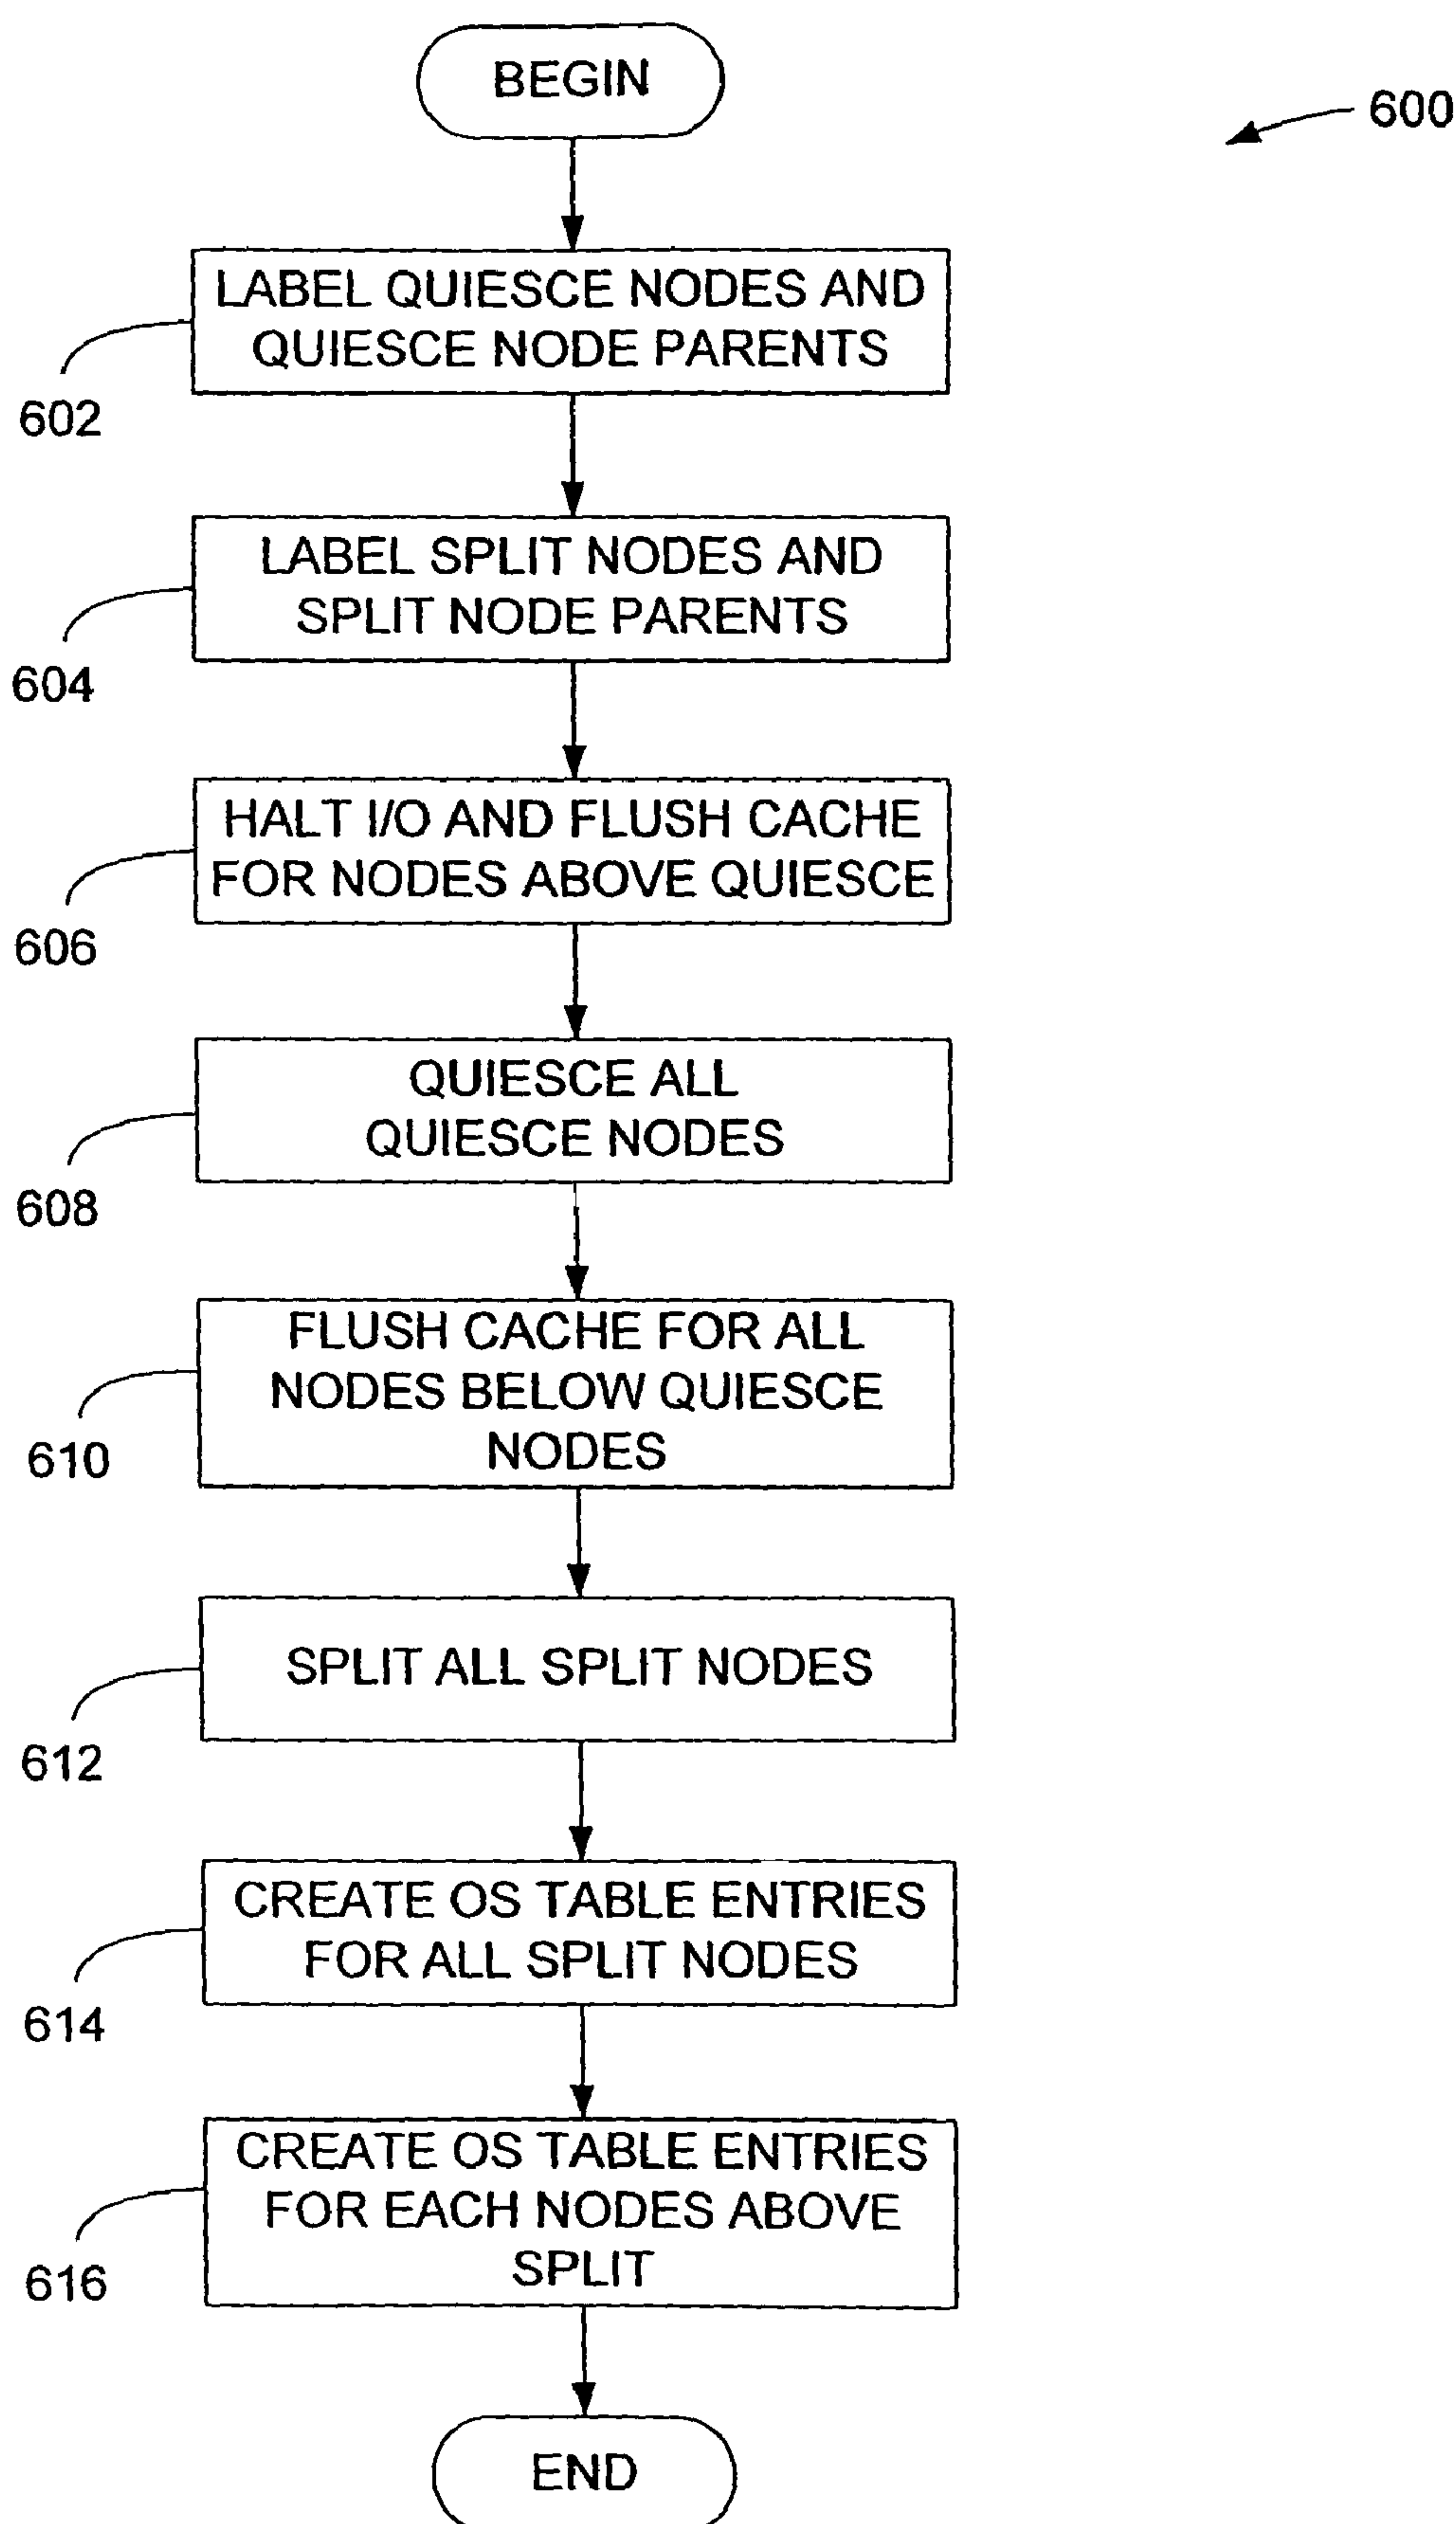 BEGIN
600
LABEL QUIESCE NODES AND
QUIESCE NODE PARENTS
602
LABEL SPLIT NODES AND
SPLIT NODE PARENTS
604
HALT I/O AND FLUSH CACHE
FOR NODES ABOVE QUIESCE
606
QUIESCE ALL
QUIESCE NODES
608
FLUSH CACHE FOR ALL
NODES BELOW QUIESCE
NODES
610
SPLIT ALL SPLIT NODES
612
CREATE OS TABLE ENTRIES
FOR ALL SPLIT NODES
614
CREATE OS TABLE ENTRIES
FOR EACH NODES ABOVE
SPLIT
616
END